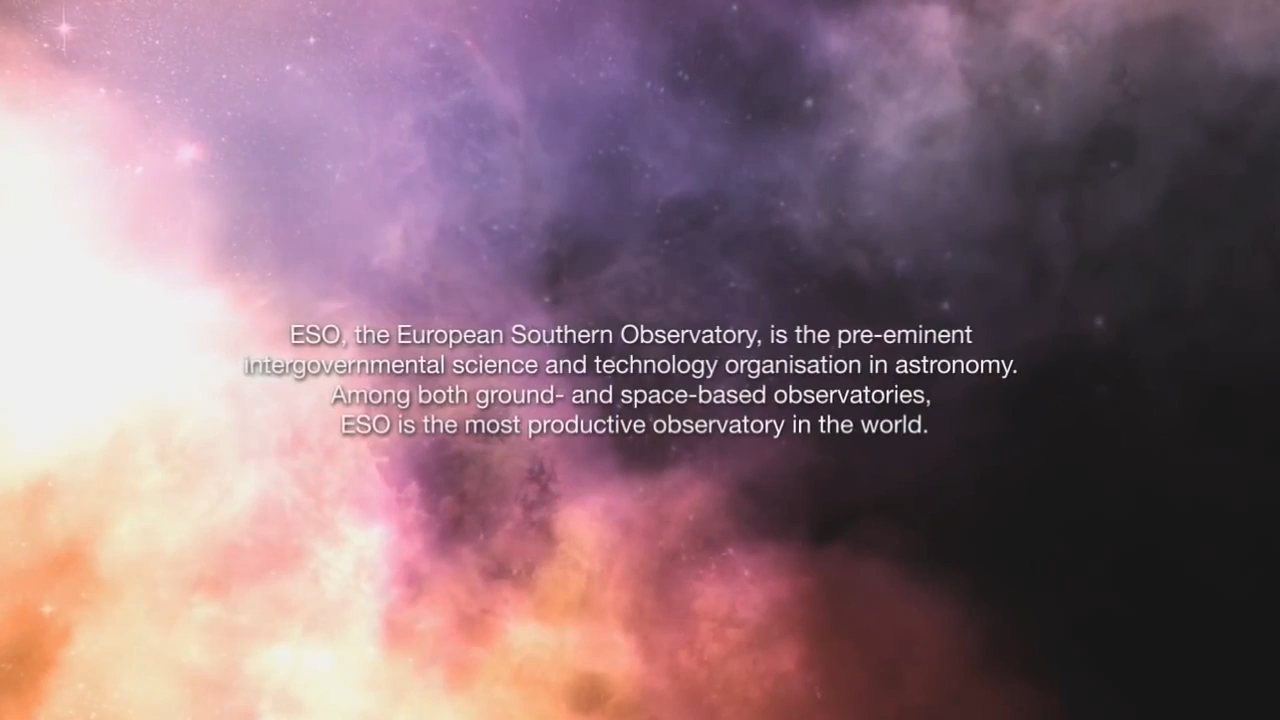 ESO, the European Southern Observatory, is the pre-eminent
intergovernmental science and technology organisation in astronomy.
Among both ground- and space-based observatories,
ESO is the most productive observatory in the world.